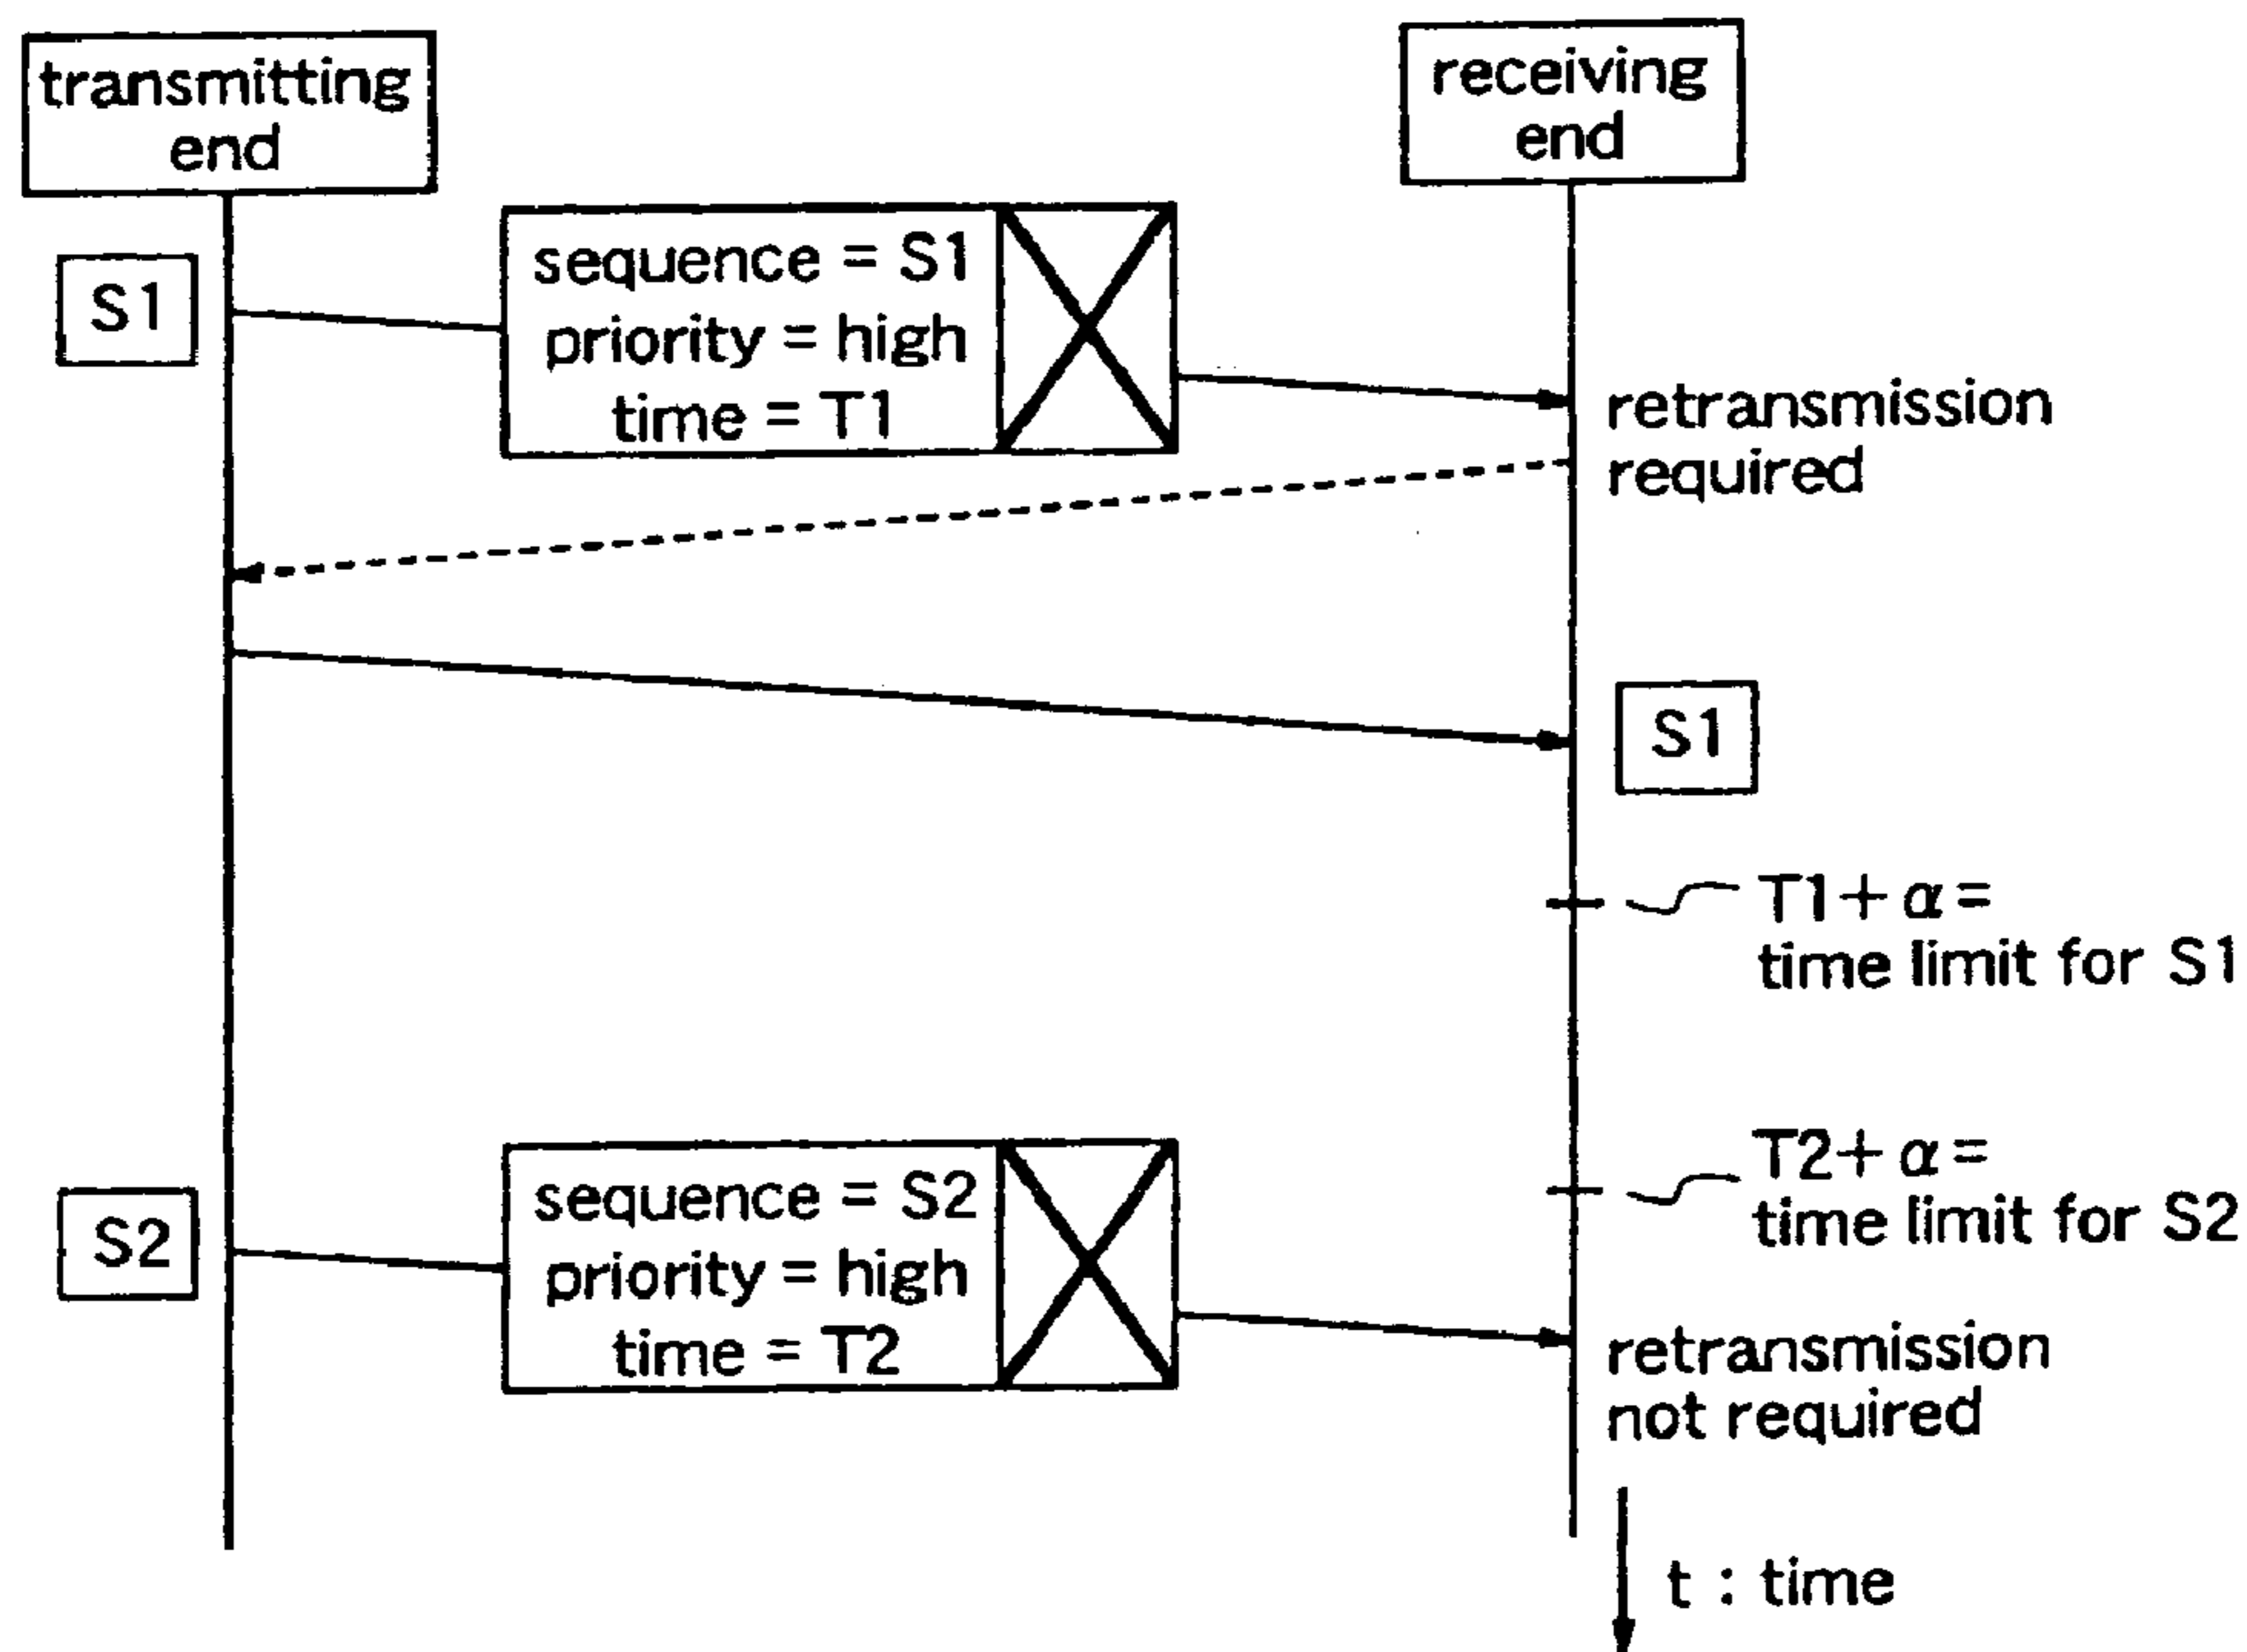 transmitting
end
receiving
end
S1
sequence = S1
priority = high
time = T1
retransmission
required
S1
T1+α=
time limit for S1
T2+α=
time limit for S2
S2
sequence = S2
priority = high
time = T2
retransmission
not required
t : time